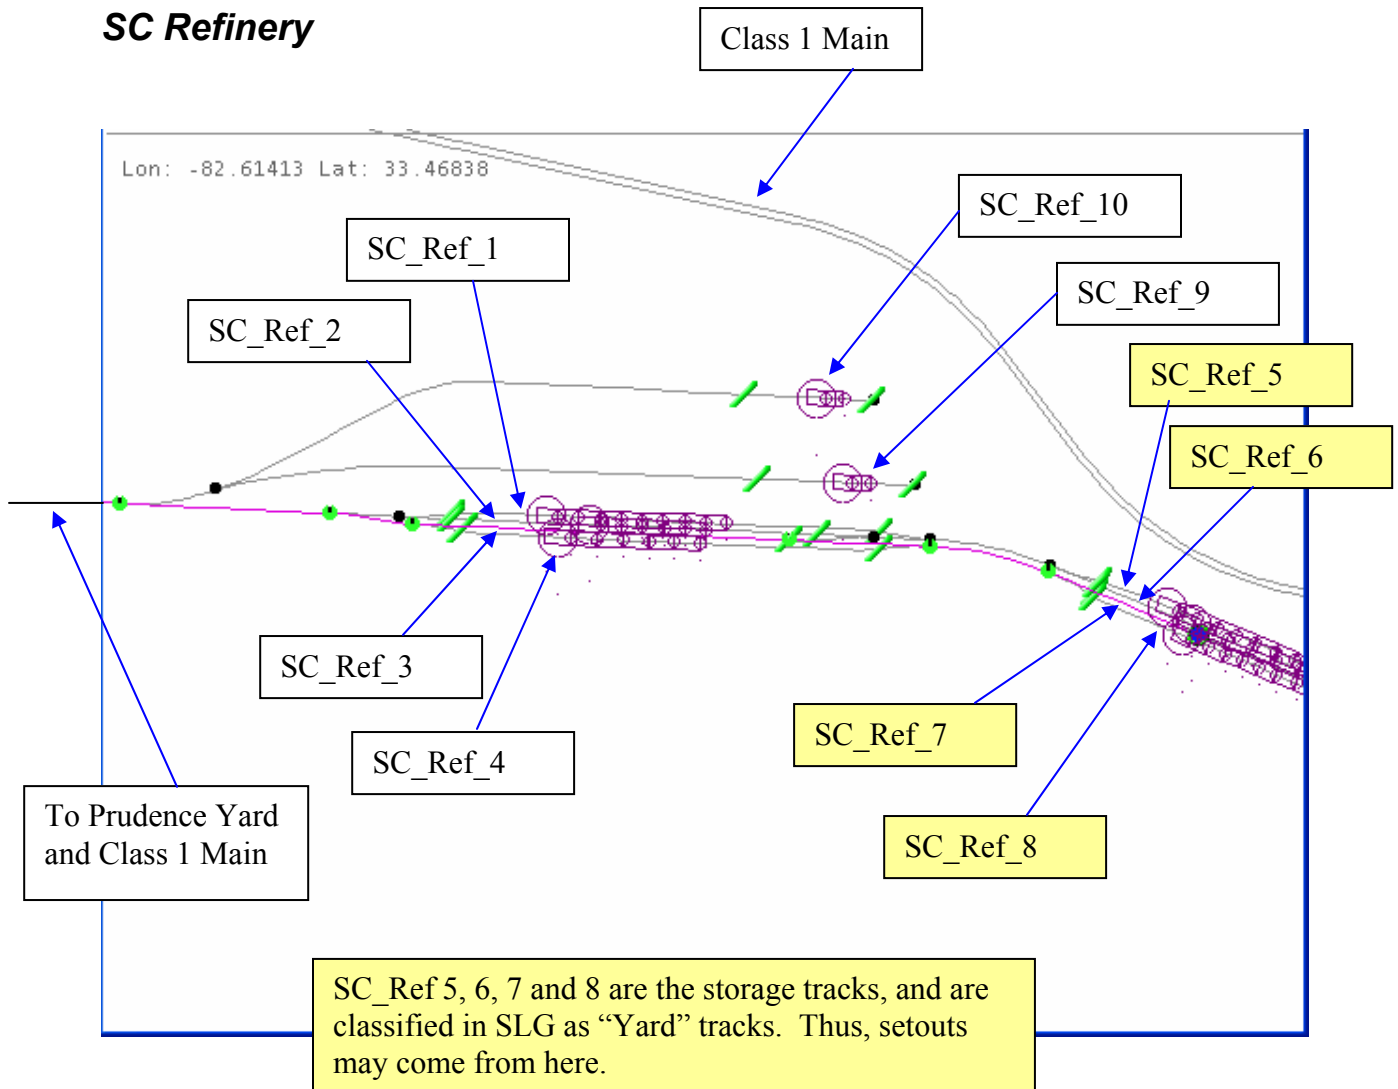 SC Refinery
Class 1 Main
Lon: -82.61413 Lat: 33.46838
SC_Ref_10
SC_Ref_1
SC_Ref_9
SC_Ref_2
SC_Ref_5
SC_Ref_6
SC_Ref_3
SC_Ref_7
SC_Ref_4
To Prudence Yard
and Class 1 Main
SC_Ref_8
SC_Ref 5, 6, 7 and 8 are the storage tracks, and are
classified in SLG as “Yard” tracks.  Thus, setouts
may come from here.